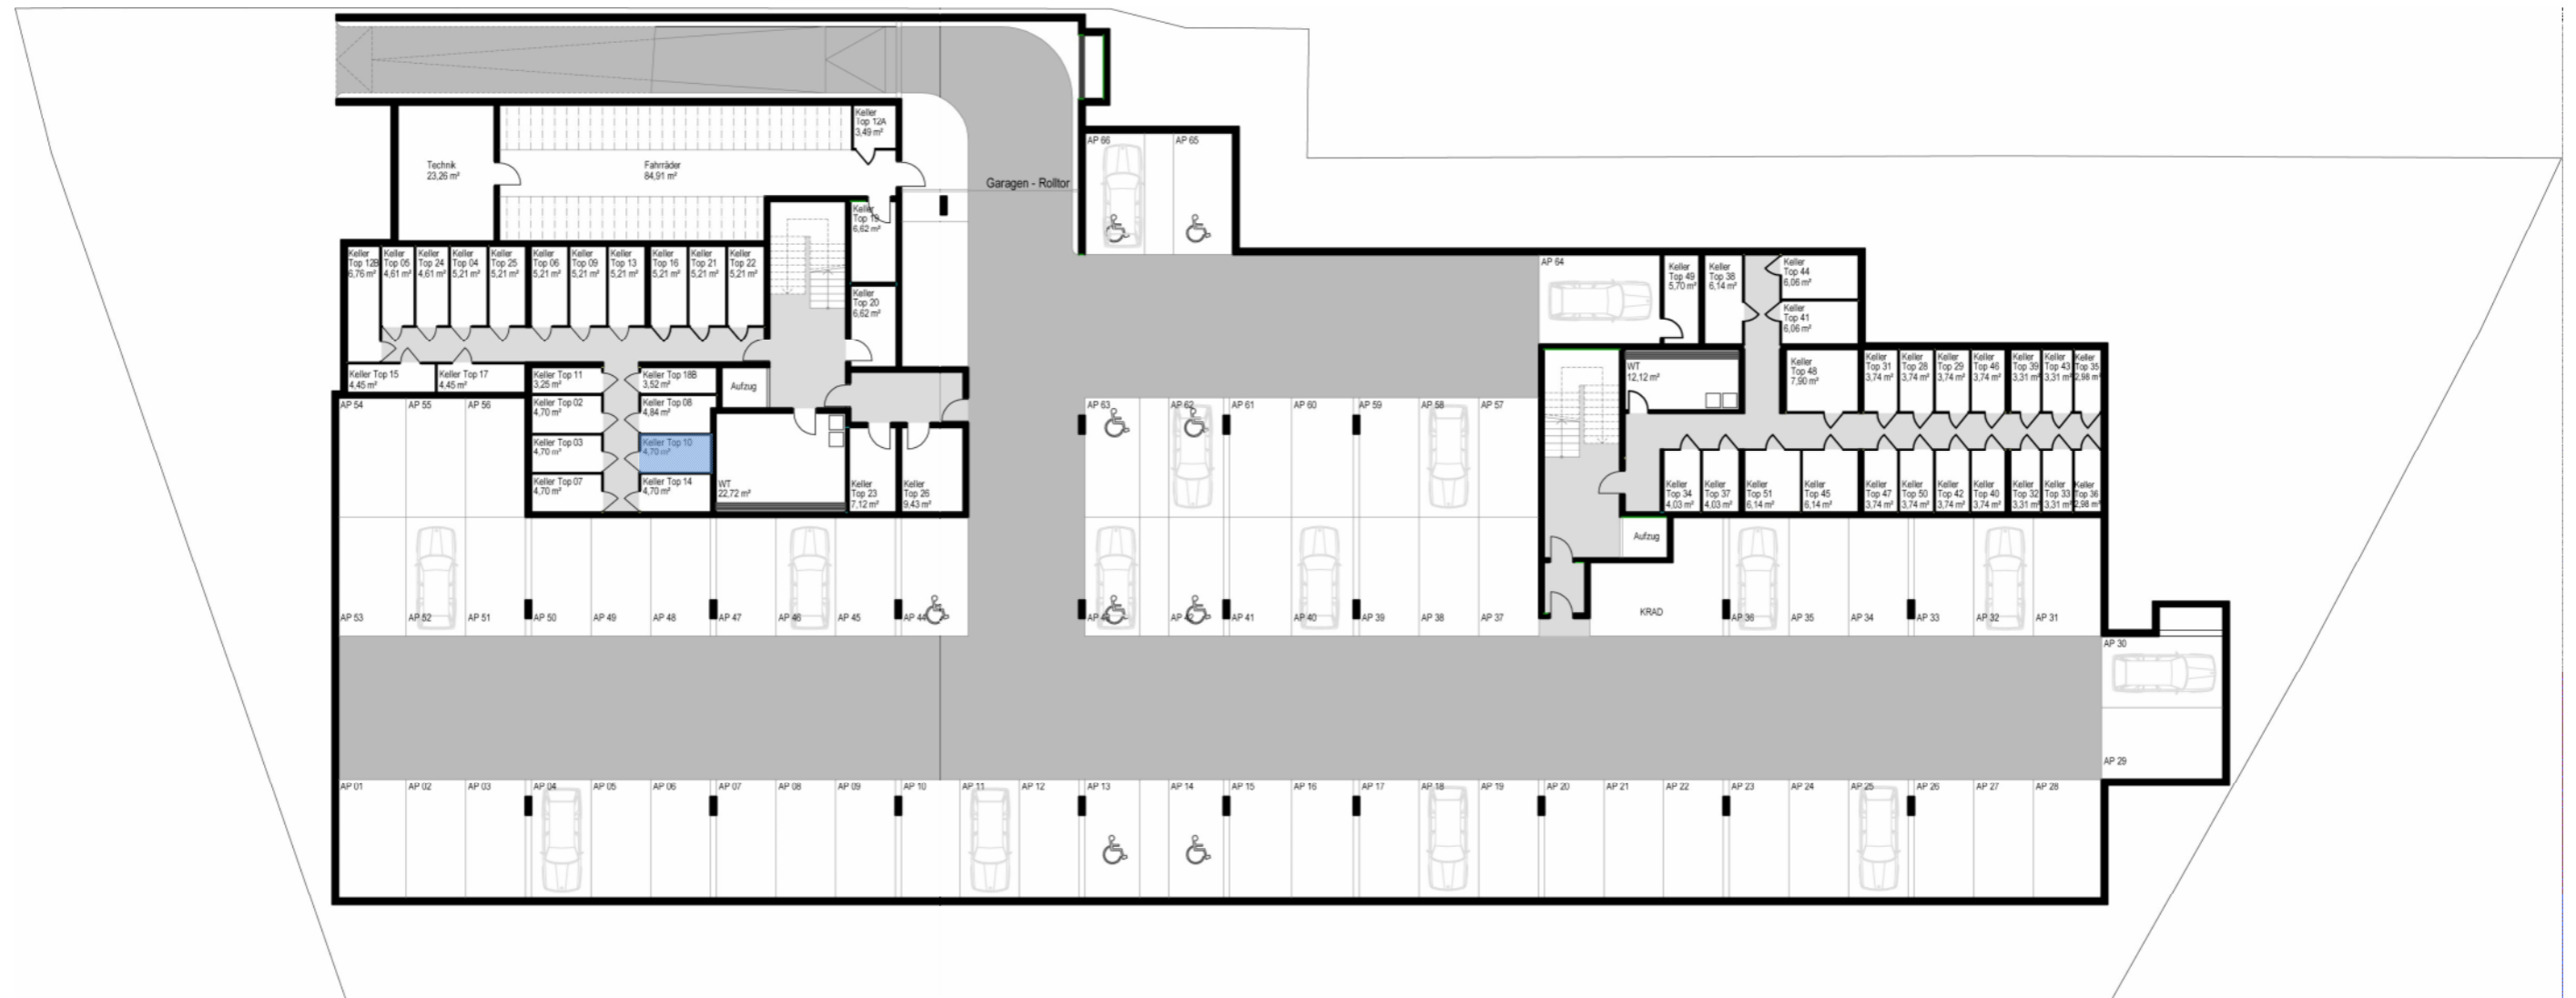 Keller
Top 12A
3,49 m²
Technik
23,26 m²
Fahrräder
84,91 m²
Garagen - Rolltor
AP 66
AP 65
Keller
Top 19
6,62 m²
Keller
Top 12B
6,76 m²
Keller
Top 05
4,61 m²
Keller
Top 24
4,61 m²
Keller
Top 04
5,21 m²
Keller
Top 25
5,21 m²
Keller
Top 06
5,21 m²
Keller
Top 09
5,21 m²
Keller
Top 13
5,21 m²
Keller
Top 16
5,21 m²
Keller
Top 21
5,21 m²
Keller
Top 22
5,21 m²
Keller
Top 20
6,62 m²
AP 64
Keller
Top 49
5,70 m²
Keller
Top 38
6,14 m²
Keller
Top 44
6,06 m²
Keller
Top 41
6,06 m²
Keller Top 15
4,45 m²
Keller Top 17
4,45 m²
Keller Top 11
3,25 m²
Keller Top 18B
3,52 m²
Aufzug
Keller Top 02
4,70 m²
Keller Top 08
4,84 m²
Keller Top 03
4,70 m²
Keller Top 10
4,70 m²
Keller Top 07
4,70 m²
Keller Top 14
4,70 m²
WT
22,72 m²
Keller
Top 23
7,12 m²
Keller
Top 26
9,43 m²
WT
12,12 m²
Keller
Top 48
7,90 m²
Keller
Top 31
3,74 m²
Keller
Top 28
3,74 m²
Keller
Top 29
3,74 m²
Keller
Top 46
3,74 m²
Keller
Top 39
3,31 m²
Keller
Top 43
3,31 m²
Keller
Top 35
2,98 m²
AP 54
AP 55
AP 56
AP 63
AP 62
AP 61
AP 60
AP 59
AP 58
AP 57
Keller
Top 34
4,03 m²
Keller
Top 37
4,03 m²
Keller
Top 51
6,14 m²
Keller
Top 45
6,14 m²
Keller
Top 47
3,74 m²
Keller
Top 50
3,74 m²
Keller
Top 42
3,74 m²
Keller
Top 40
3,74 m²
Keller
Top 32
3,31 m²
Keller
Top 33
3,31 m²
Keller
Top 36
2,98 m²
Aufzug
KRAD
AP 53
AP 52
AP 51
AP 50
AP 49
AP 48
AP 47
AP 46
AP 45
AP 44
AP 41
AP 40
AP 39
AP 38
AP 37
AP 36
AP 35
AP 34
AP 33
AP 32
AP 31
AP 30
AP 29
AP 01
AP 02
AP 03
AP 04
AP 05
AP 06
AP 07
AP 08
AP 09
AP 10
AP 11
AP 12
AP 13
AP 14
AP 15
AP 16
AP 17
AP 18
AP 19
AP 20
AP 21
AP 22
AP 23
AP 24
AP 25
AP 26
AP 27
AP 28